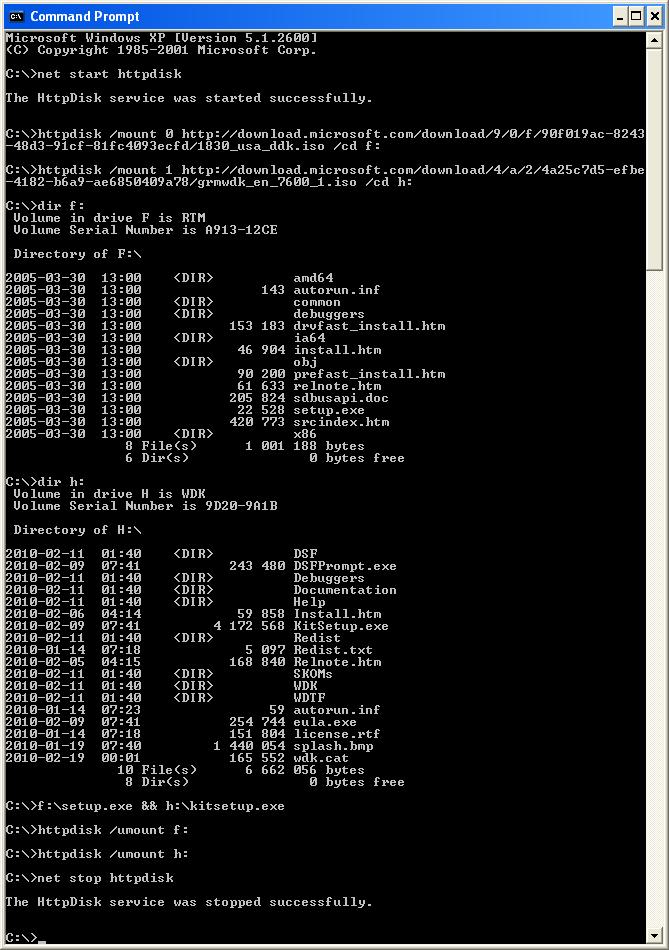 Command Prompt
Microsoft Windows XP [Version 5.1.2600]
(C) Copyright 1985-2001 Microsoft Corp.
C:\>net start httpdisk
The HttpDisk service was started successfully.
C:\>httpdisk /mount 0 http://download.microsoft.com/download/9/0/f/90f019ac-8243
-48d3-91cf-81fc4093ecfd/1830_usa_ddk.iso /cd f:
C:\>httpdisk /mount 1 http://download.microsoft.com/download/4/a/2/4a25c7d5-efbe
-4182-b6a9-ae6850409a78/grmwdk_en_7600_1.iso /cd h:
C:\>dir f:
Volume in drive F is RTM
Volume Serial Number is A913-12CE
Directory of F:\
2005-03-30  13:00    <DIR>          amd64
2005-03-30  13:00               143 autorun.inf
2005-03-30  13:00    <DIR>          common
2005-03-30  13:00    <DIR>          debuggers
2005-03-30  13:00           153 183 drvfast_install.htm
2005-03-30  13:00    <DIR>          ia64
2005-03-30  13:00            46 904 install.htm
2005-03-30  13:00    <DIR>          obj
2005-03-30  13:00            90 200 prefast_install.htm
2005-03-30  13:00            61 633 relnote.htm
2005-03-30  13:00           205 824 sdbusapi.doc
2005-03-30  13:00            22 528 setup.exe
2005-03-30  13:00           420 773 srcindex.htm
2005-03-30  13:00    <DIR>          x86
8 File(s)      1 001 188 bytes
6 Dir(s)               0 bytes free
C:\>dir h:
Volume in drive H is WDK
Volume Serial Number is 9D20-9A1B
Directory of H:\
2010-02-11  01:40    <DIR>          DSF
2010-02-09  07:41           243 480 DSFPrompt.exe
2010-02-11  01:40    <DIR>          Debuggers
2010-02-11  01:40    <DIR>          Documentation
2010-02-11  01:40    <DIR>          Help
2010-02-06  04:14            59 858 Install.htm
2010-02-09  07:41         4 172 568 KitSetup.exe
2010-02-11  01:40    <DIR>          Redist
2010-01-14  07:18             5 097 Redist.txt
2010-02-05  04:15           168 840 Relnote.htm
2010-02-11  01:40    <DIR>          SKOMs
2010-02-11  01:40    <DIR>          WDK
2010-02-11  01:40    <DIR>          WDTF
2010-01-14  07:23                59 autorun.inf
2010-02-09  07:41           254 744 eula.exe
2010-01-14  07:18           151 804 license.rtf
2010-01-19  07:40         1 440 054 splash.bmp
2010-02-19  00:01           165 552 wdk.cat
10 File(s)      6 662 056 bytes
8 Dir(s)               0 bytes free
C:\>f:\setup.exe && h:\kitsetup.exe
C:\>httpdisk /umount f:
C:\>httpdisk /umount h:
C:\>net stop httpdisk
The HttpDisk service was stopped successfully.
C:\>_